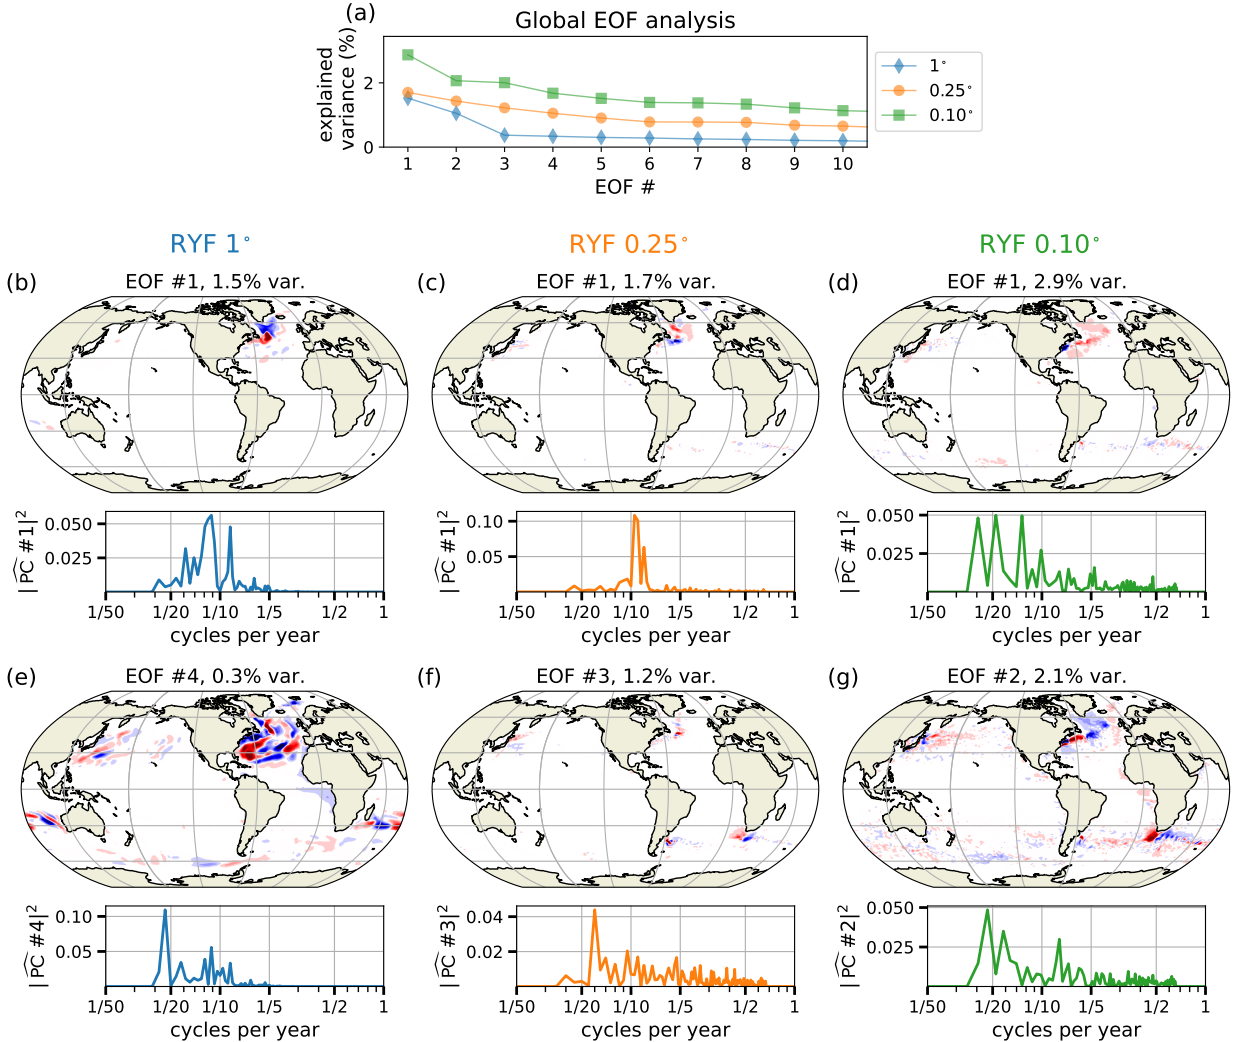 (a)
Global EOF analysis
explained
variance (%)
2
0
1 2 3 4 5 6 7 8 9 10
EOF #
1°
0.25°
0.10°
RYF 1°
RYF 0.25°
RYF 0.10°
(b)
EOF #1, 1.5% var.
(c)
EOF #1, 1.7% var.
(d)
EOF #1, 2.9% var.
|P͡C #1|²
0.050
0.025
1/50 1/20 1/10 1/5 1/2 1
cycles per year
|P͡C #1|²
0.10
0.05
1/50 1/20 1/10 1/5 1/2 1
cycles per year
|P͡C #1|²
0.050
0.025
1/50 1/20 1/10 1/5 1/2 1
cycles per year
(e)
EOF #4, 0.3% var.
(f)
EOF #3, 1.2% var.
(g)
EOF #2, 2.1% var.
|P͡C #4|²
0.10
0.05
1/50 1/20 1/10 1/5 1/2 1
cycles per year
|P͡C #3|²
0.04
0.02
1/50 1/20 1/10 1/5 1/2 1
cycles per year
|P͡C #2|²
0.050
0.025
1/50 1/20 1/10 1/5 1/2 1
cycles per year